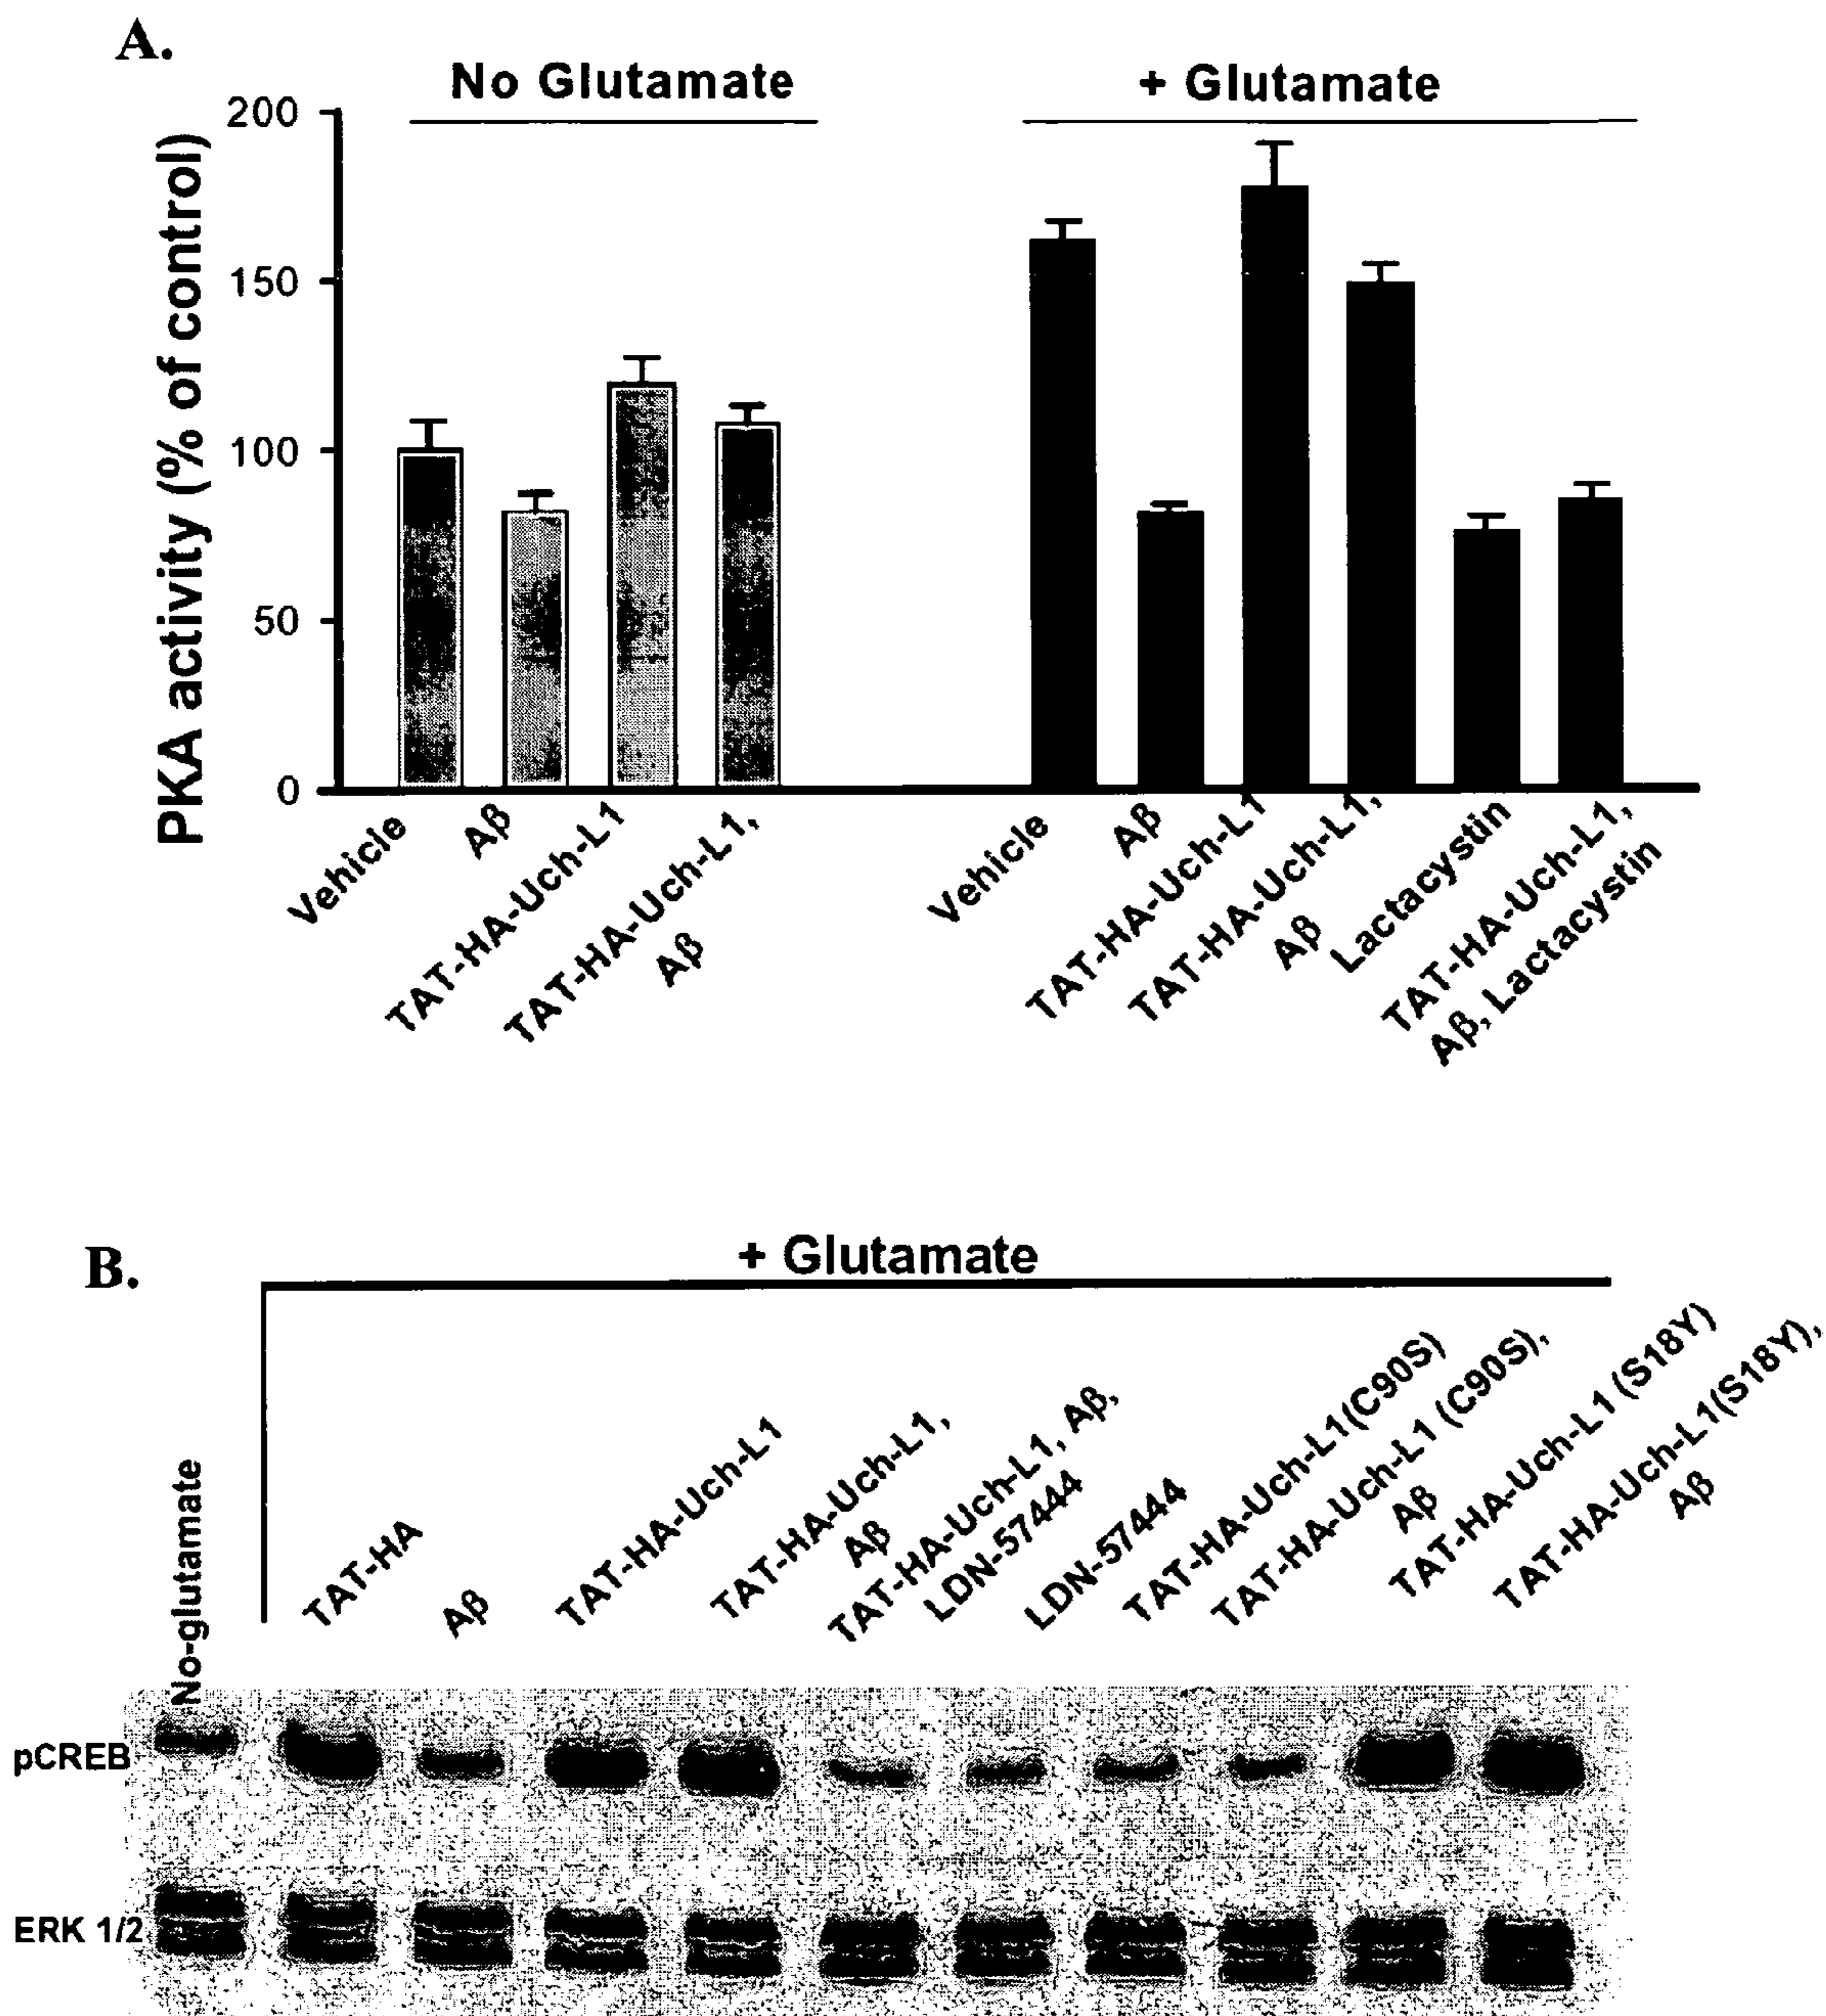 A.
No Glutamate
+ Glutamate
PKA activity (% of control)
200
150
100
50
0
Vehicle
Aβ
TAT-HA-Uch-L1
TAT-HA-Uch-L1,
Aβ
Vehicle
Aβ
TAT-HA-Uch-L1
TAT-HA-Uch-L1,
Aβ
Lactacystin
TAT-HA-Uch-L1,
Aβ, Lactacystin
B.
+ Glutamate
No-glutamate
TAT-HA
Aβ
TAT-HA-Uch-L1
TAT-HA-Uch-L1,
Aβ
TAT-HA-Uch-L1, Aβ,
LDN-57444
LDN-57444
TAT-HA-Uch-L1(C90S)
TAT-HA-Uch-L1 (C90S),
Aβ
TAT-HA-Uch-L1 (S18Y)
TAT-HA-Uch-L1(S18Y),
Aβ
pCREB
ERK 1/2